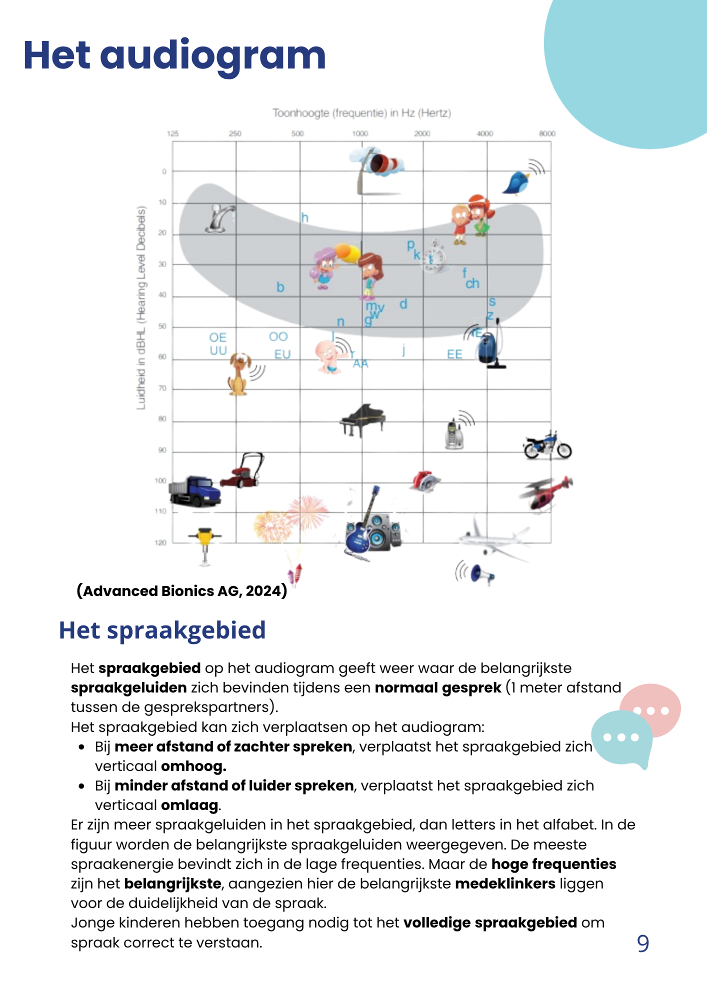 Het audiogram
Toonhoogte (frequentie) in Hz (Hertz)
125 250 500 1000 2000 4000 8000
Luidheid in dBHL (Hearing Level Decibels)
0
10
h
20
p
k t
30
f
ch
b
40
s
m v d
w
z
n g
50
IE
OE OO l
UU EU r j EE
60
AA
70
80
90
100
110
120
(Advanced Bionics AG, 2024)
Het spraakgebied
Het spraakgebied op het audiogram geeft weer waar de belangrijkste
spraakgeluiden zich bevinden tijdens een normaal gesprek (1 meter afstand
tussen de gesprekspartners).
Het spraakgebied kan zich verplaatsen op het audiogram:
• Bij meer afstand of zachter spreken, verplaatst het spraakgebied zich
verticaal omhoog.
• Bij minder afstand of luider spreken, verplaatst het spraakgebied zich
verticaal omlaag.
Er zijn meer spraakgeluiden in het spraakgebied, dan letters in het alfabet. In de
figuur worden de belangrijkste spraakgeluiden weergegeven. De meeste
spraakenergie bevindt zich in de lage frequenties. Maar de hoge frequenties
zijn het belangrijkste, aangezien hier de belangrijkste medeklinkers liggen
voor de duidelijkheid van de spraak.
Jonge kinderen hebben toegang nodig tot het volledige spraakgebied om
spraak correct te verstaan.
9